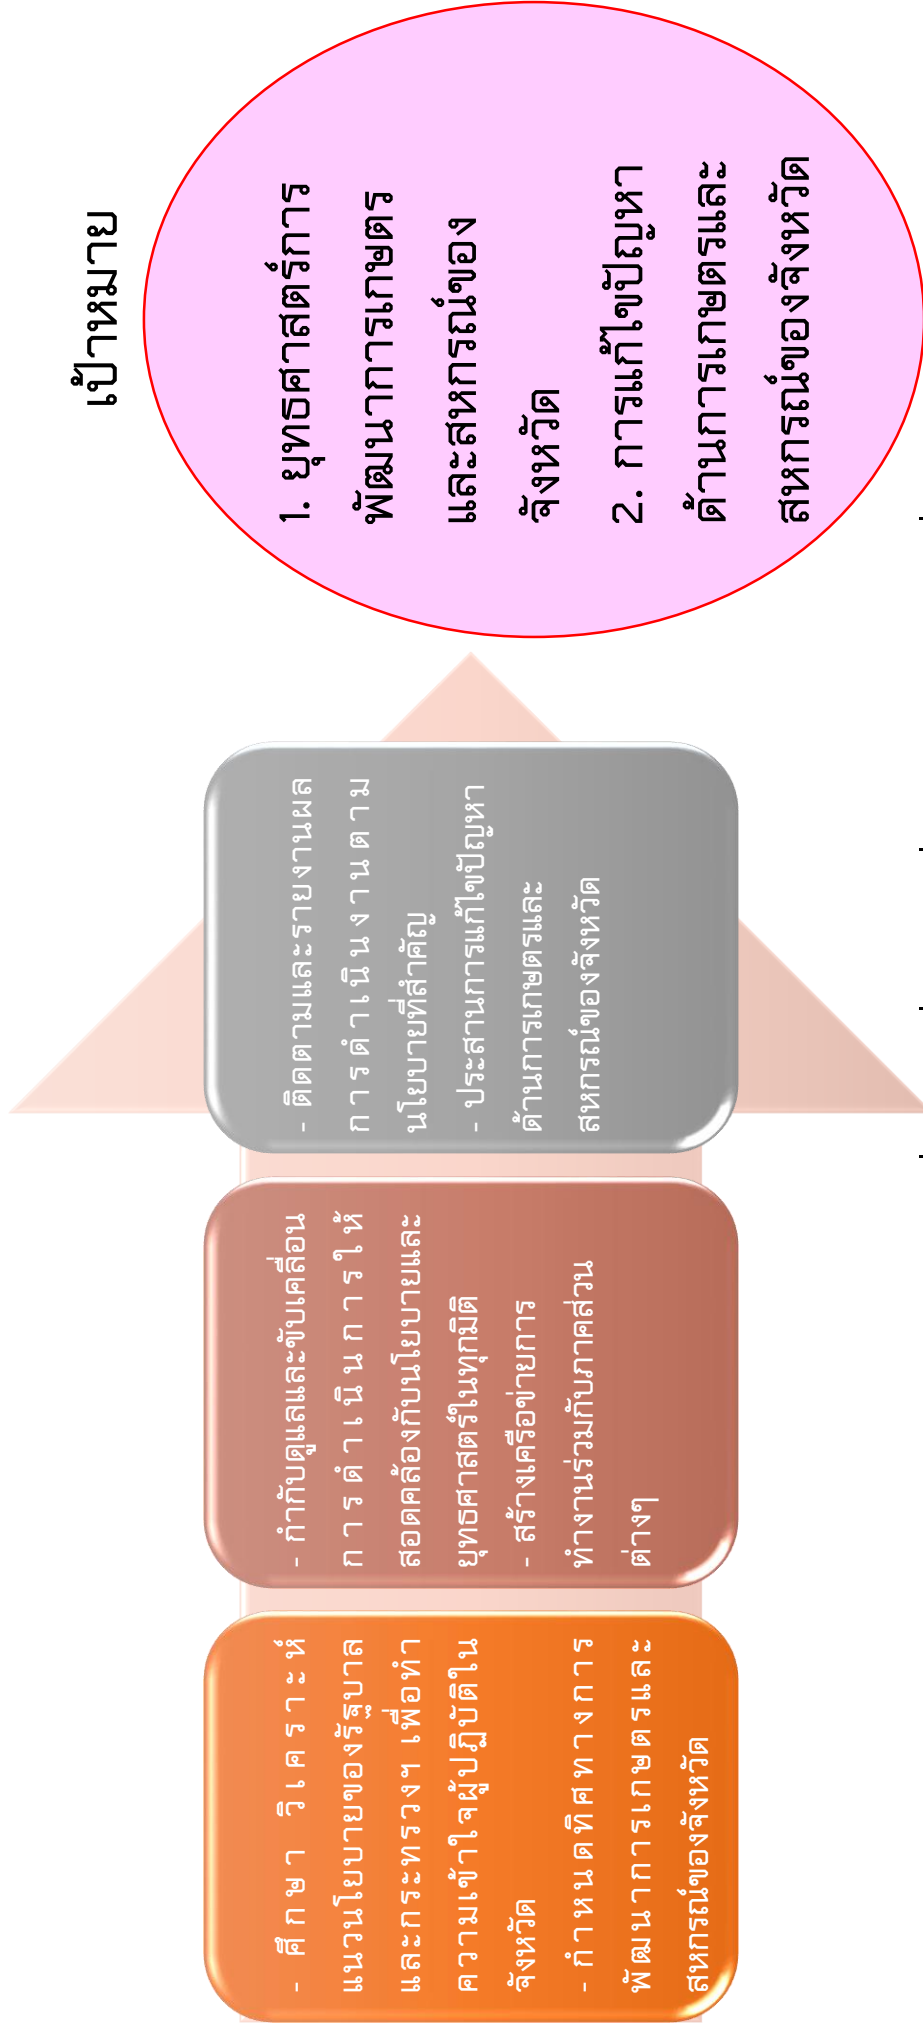 เป้าหมาย
- ศึกษา วิเคราะห์
แนวนโยบายของรัฐบาล
และกระทรวงฯ เพื่อทำ
ความเข้าใจผู้ปฏิบัติใน
จังหวัด
- กำหนดทิศทางการ
พัฒนาการเกษตรและ
สหกรณ์ของจังหวัด
- กำกับดูแลและขับเคลื่อน
การดำเนินการให้
สอดคล้องกับนโยบายและ
ยุทธศาสตร์ในทุกมิติ
- สร้างเครือข่ายการ
ทำงานร่วมกับภาคส่วน
ต่างๆ
- ติดตามและรายงานผล
การดำเนินงานตาม
นโยบายที่สำคัญ
- ประสานการแก้ไขปัญหา
ด้านการเกษตรและ
สหกรณ์ของจังหวัด
1. ยุทธศาสตร์การ
พัฒนาการเกษตร
และสหกรณ์ของ
จังหวัด
2. การแก้ไขปัญหา
ด้านการเกษตรและ
สหกรณ์ของจังหวัด